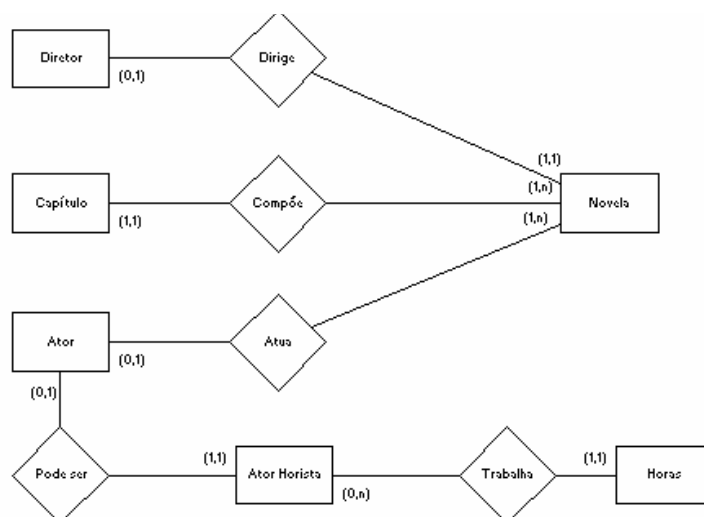 Diretor
(0,1)
Dirige
(1,1)
Capítulo
(1,1)
Compõe
(1,n)
Novela
(1,n)
Ator
(0,1)
Atua
(0,1)
Pode ser
(1,1)
Ator Horista
(0,n)
Trabalha
(1,1)
Horas